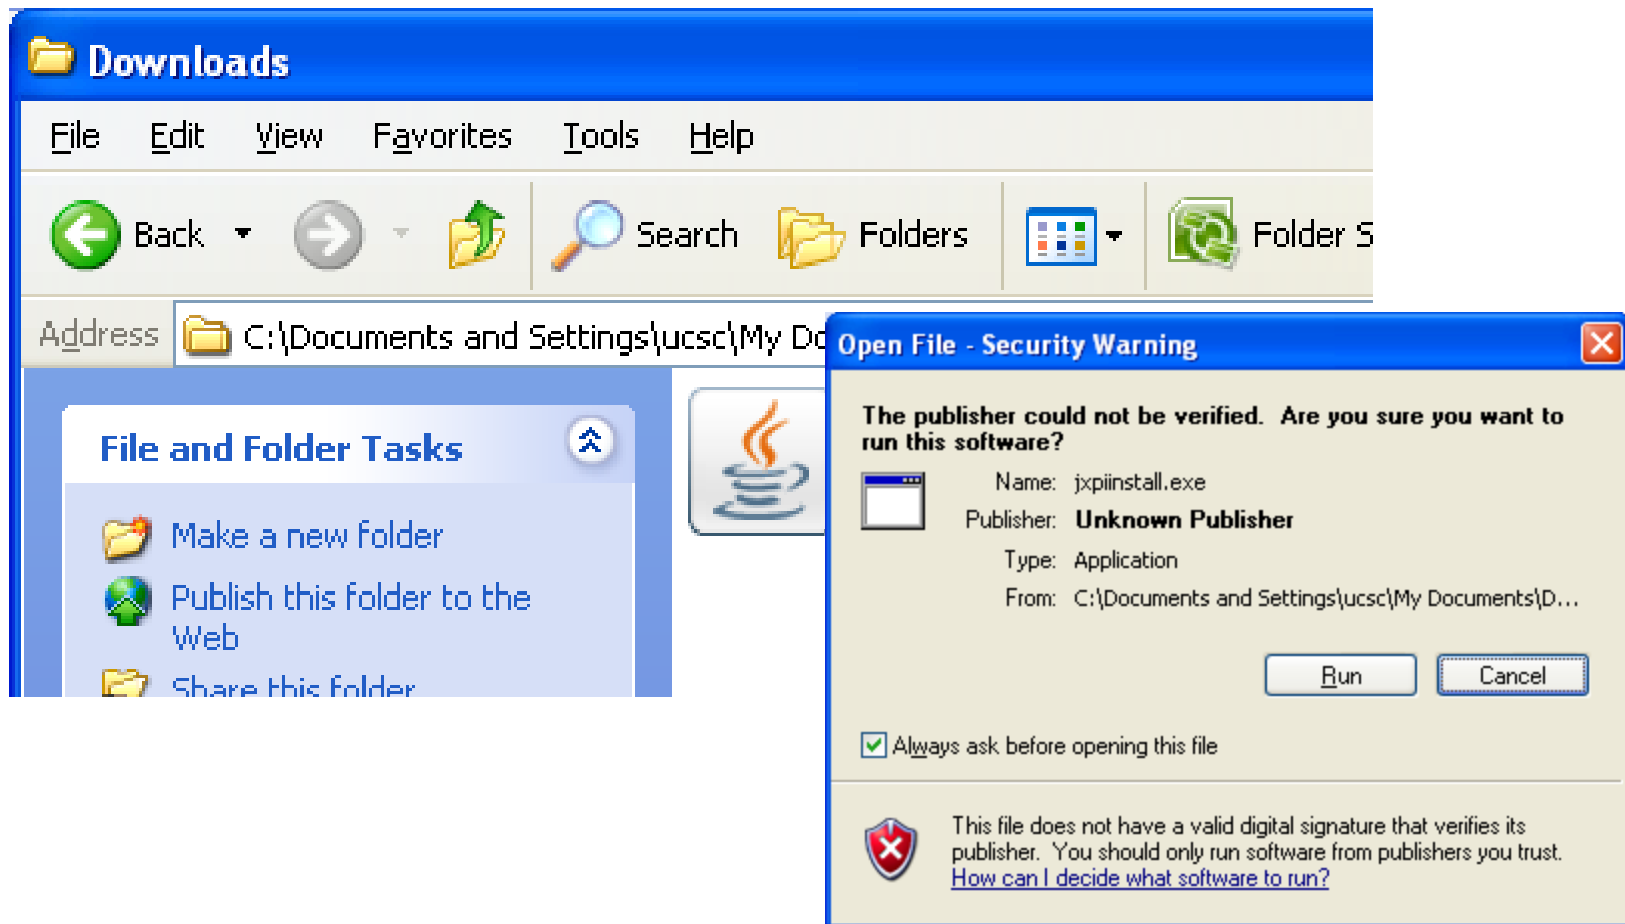 Downloads
File Edit View Favorites Tools Help
Back Search Folders Folder S
Address C:\Documents and Settings\ucsc\My Do
File and Folder Tasks
Make a new folder
Publish this folder to the
Web
Share this folder
Open File - Security Warning
The publisher could not be verified. Are you sure you want to
run this software?
Name: jxpiinstall.exe
Publisher: Unknown Publisher
Type: Application
From: C:\Documents and Settings\ucsc\My Documents\D...
Run Cancel
Always ask before opening this file
This file does not have a valid digital signature that verifies its
publisher. You should only run software from publishers you trust.
How can I decide what software to run?